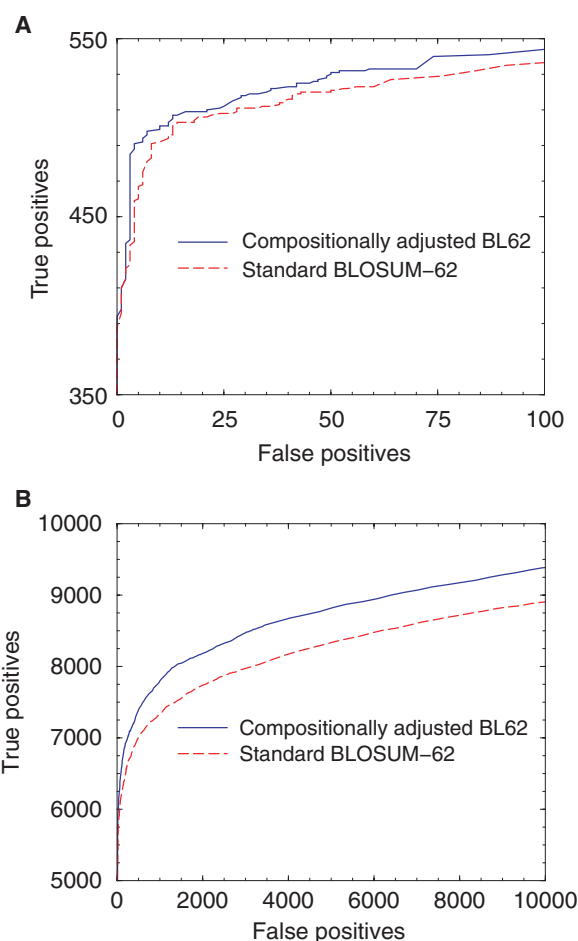 A
550
450
350
True positives
Compositionally adjusted BL62
Standard BLOSUM–62
0 25 50 75 100
False positives
B
10000
9000
8000
7000
6000
5000
True positives
Compositionally adjusted BL62
Standard BLOSUM–62
0 2000 4000 6000 8000 10000
False positives